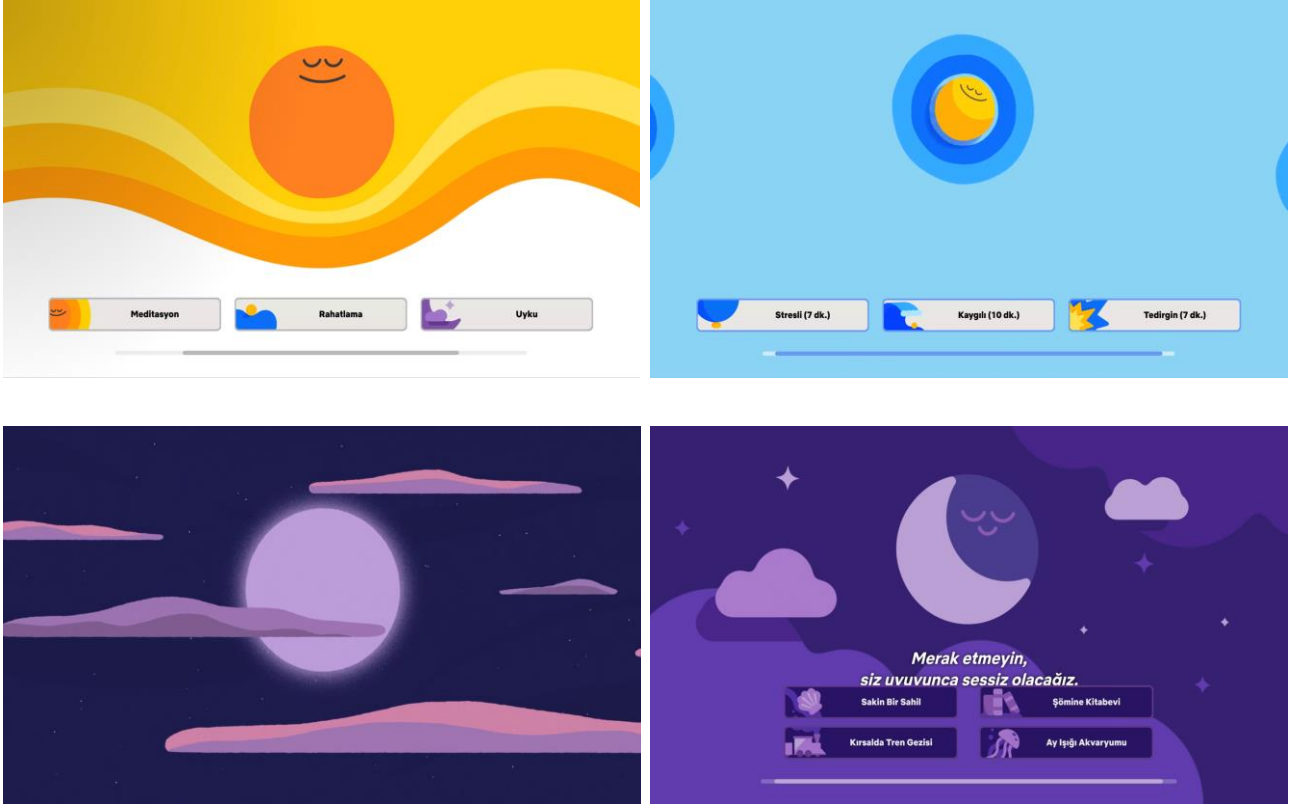 Meditasyon
Rahatlama
Uyku
Stresli (7 dk.)
Kaygılı (10 dk.)
Tedirgin (7 dk.)
Merak etmeyin,
siz uyuyunca sessiz olacağız.
Sakin Bir Sahil
Şömine Kitabevi
Kırsalda Tren Gezisi
Ay Işığı Akvaryumu